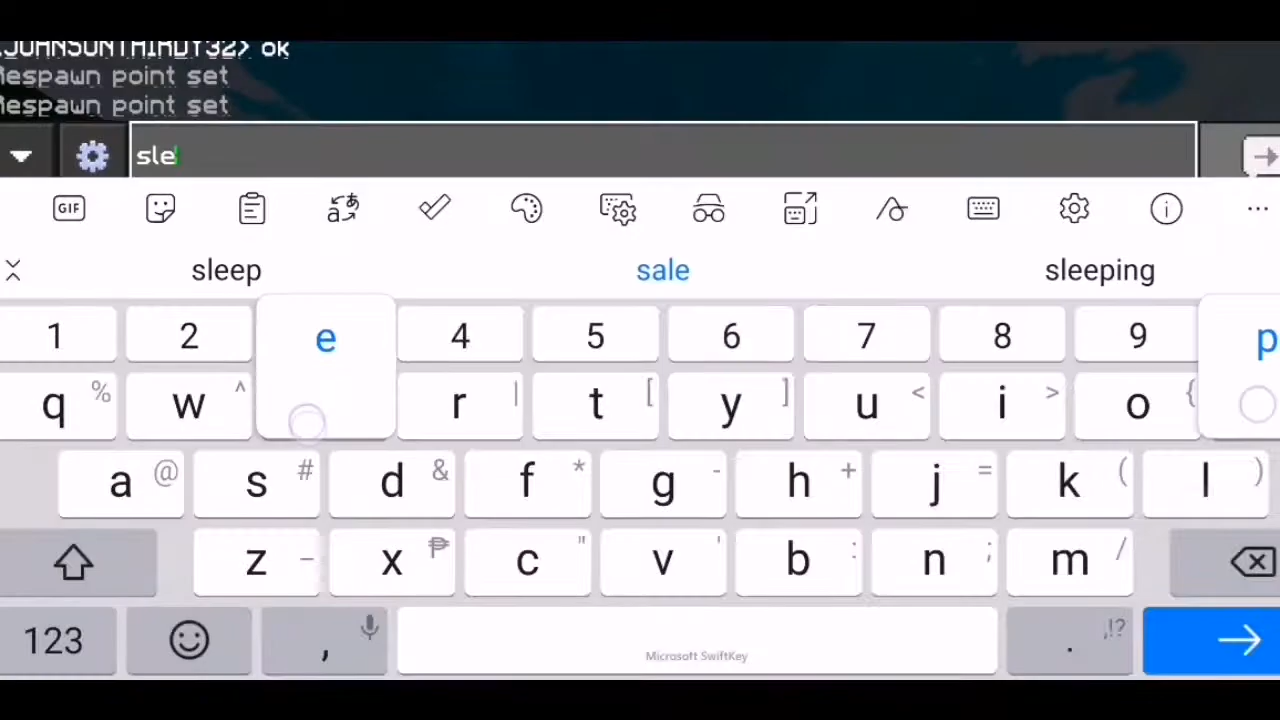 .JOHNSONTHIRDY32> ok
Respawn point set
Respawn point set
sle
GIF
sleep sale sleeping
1 2 e 4 5 6 7 8 9 p
q % w ^ r | t [ y ] u < i > o {
a @ s # d & f * g - h + j = k ( l )
z _ x ₱ c " v ' b : n ; m /
123 , . ,!?
Microsoft SwiftKey